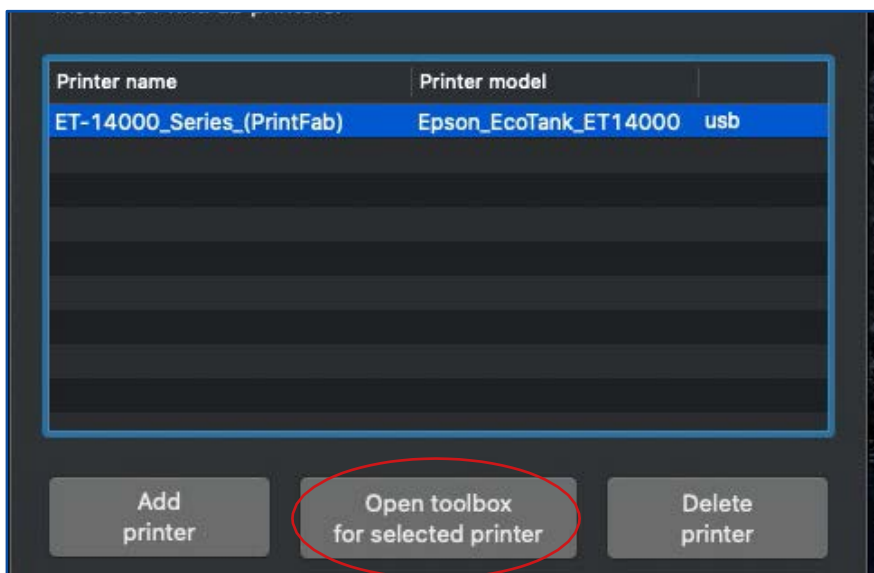 Printer name Printer model
ET-14000_Series_(PrintFab) Epson_EcoTank_ET14000 usb
Add Open toolbox Delete
printer for selected printer printer